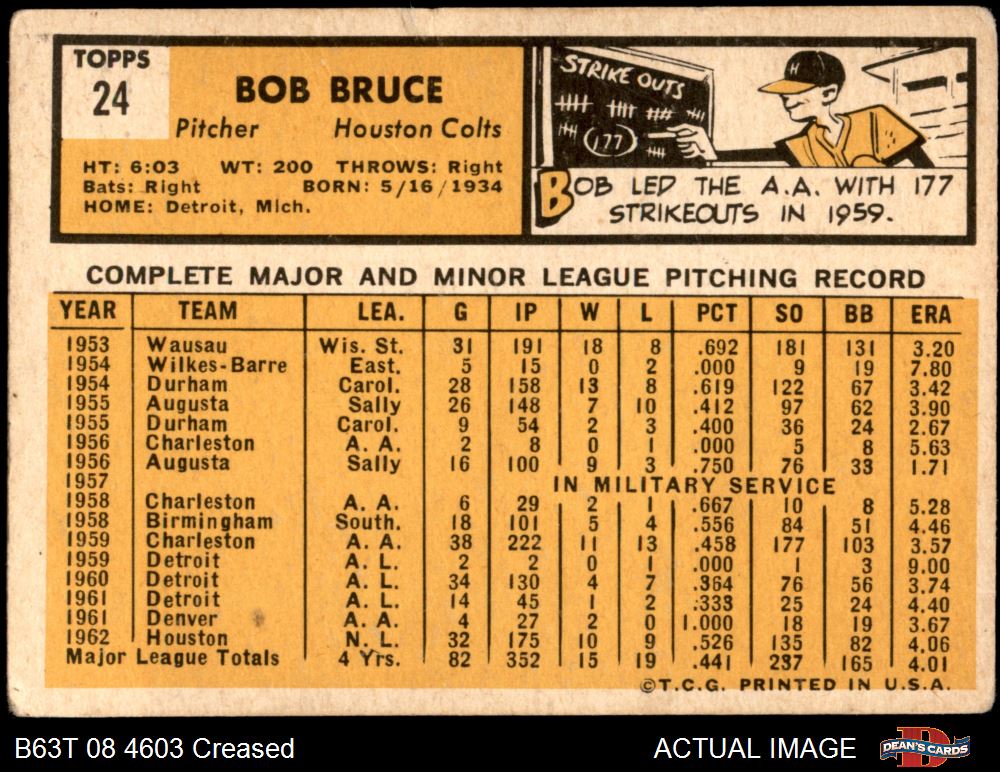 TOPPS
24
BOB BRUCE
Pitcher Houston Colts
HT: 6:03 WT: 200 THROWS: Right
Bats: Right BORN: 5/16/1934
HOME: Detroit, Mich.
STRIKE OUTS
177
H
BOB LED THE A.A. WITH 177
STRIKEOUTS IN 1959.
COMPLETE MAJOR AND MINOR LEAGUE PITCHING RECORD
YEAR TEAM LEA. G IP W L PCT SO BB ERA
1953 Wausau Wis. St. 31 191 18 8 .692 181 131 3.20
1954 Wilkes-Barre East. 5 15 0 2 .000 9 19 7.80
1954 Durham Carol. 28 158 13 8 .619 122 67 3.42
1955 Augusta Sally 26 148 7 10 .412 97 62 3.90
1955 Durham Carol. 9 54 2 3 .400 36 24 2.67
1956 Charleston A. A. 2 8 0 1 .000 5 8 5.63
1956 Augusta Sally 16 100 9 3 .750 76 33 1.71
1957 IN MILITARY SERVICE
1958 Charleston A. A. 6 29 2 1 .667 10 8 5.28
1958 Birmingham South. 18 101 5 4 .556 84 51 4.46
1959 Charleston A. A. 38 222 11 13 .458 177 103 3.57
1959 Detroit A. L. 2 2 0 1 .000 1 3 9.00
1960 Detroit A. L. 34 130 4 7 .364 76 56 3.74
1961 Detroit A. L. 14 45 1 2 .333 25 24 4.40
1961 Denver A. A. 4 27 2 0 1.000 18 19 3.67
1962 Houston N. L. 32 175 10 9 .526 135 82 4.06
Major League Totals 4 Yrs. 82 352 15 19 .441 237 165 4.01
©T.C.G. PRINTED IN U.S.A.
B63T 08 4603 Creased ACTUAL IMAGE DEAN'S CARDS